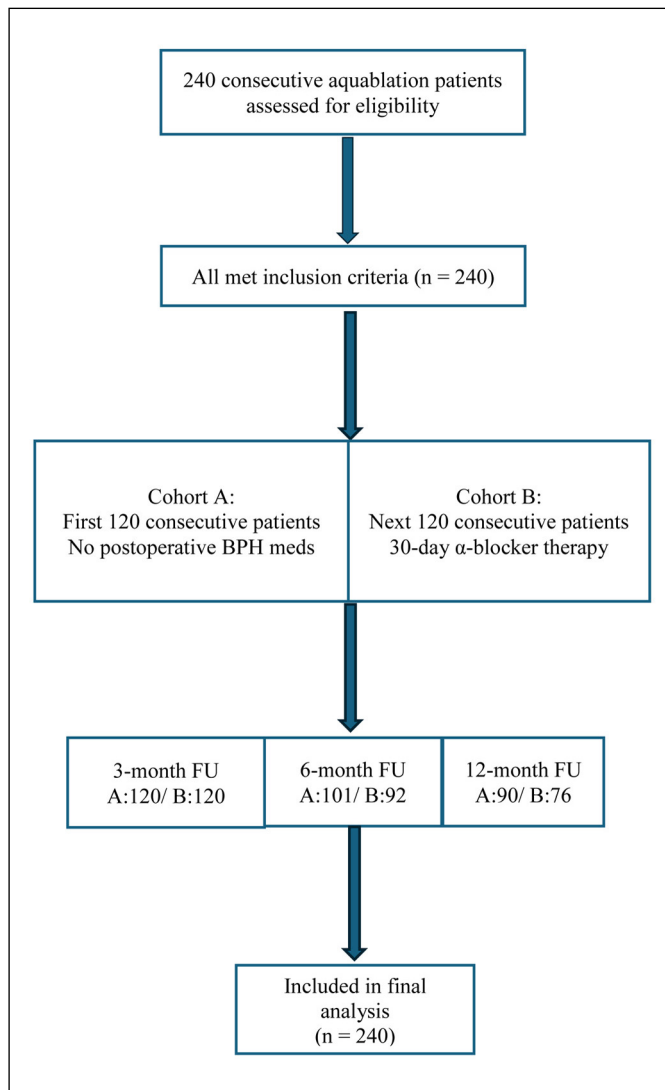 240 consecutive aquablation patients
assessed for eligibility
All met inclusion criteria (n = 240)
Cohort A:
First 120 consecutive patients
No postoperative BPH meds
Cohort B:
Next 120 consecutive patients
30-day α-blocker therapy
3-month FU
A:120/ B:120
6-month FU
A:101/ B:92
12-month FU
A:90/ B:76
Included in final
analysis
(n = 240)